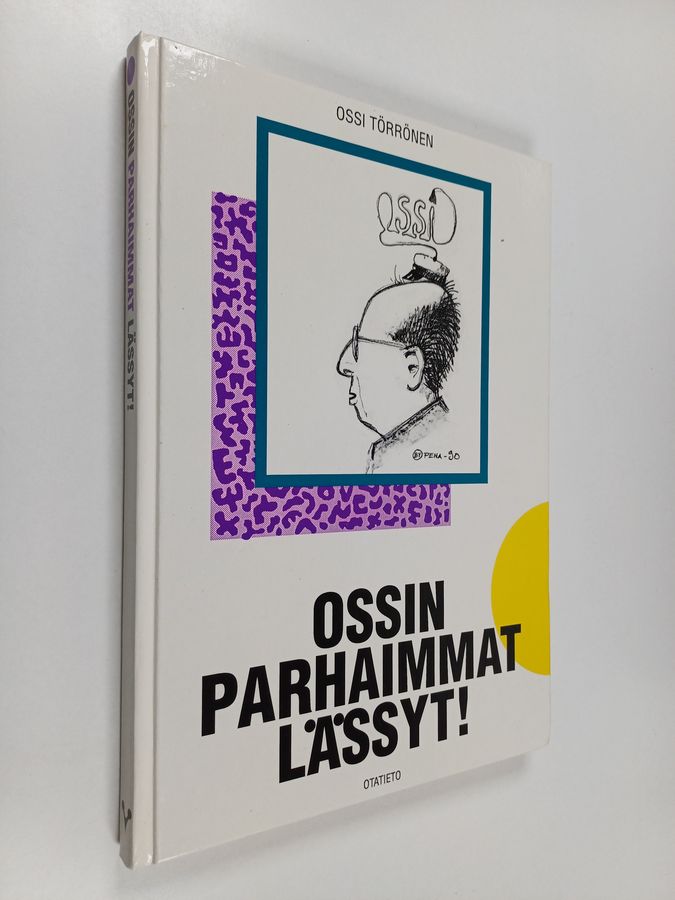 OSSIN PARHAIMMAT LÄSSYT!
OSSI TÖRRÖNEN
OSSI
PENA-90
OSSIN
PARHAIMMAT
LÄSSYT!
OTATIETO